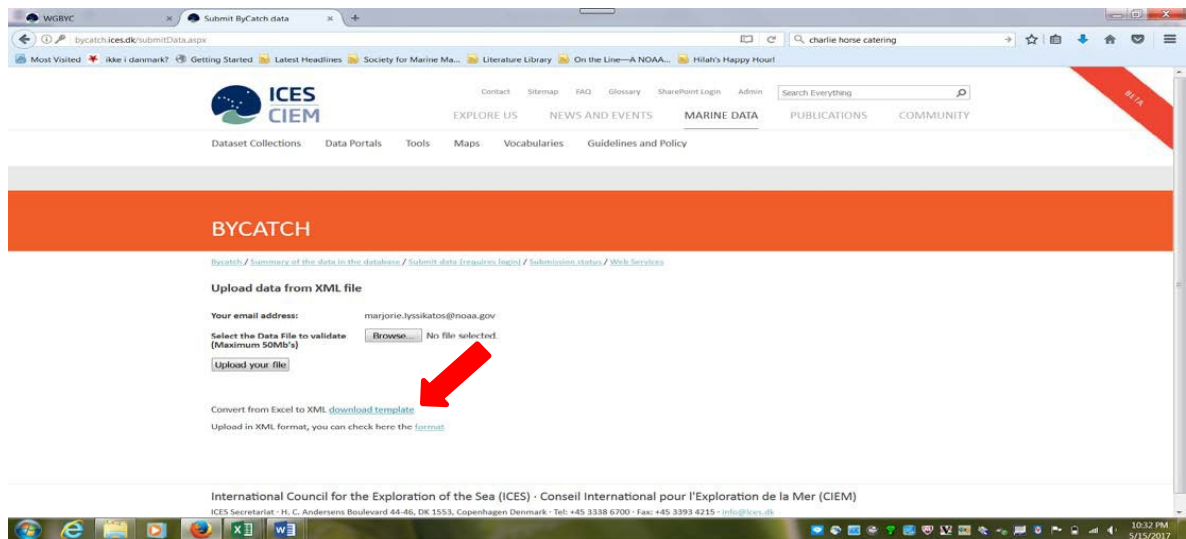 WGBYC
Submit ByCatch data
bycatch.ices.dk/submitData.aspx
charlie horse catering
Most Visited ikke i danmark? Getting Started Latest Headlines Society for Marine Ma... Literature Library On the Line—A NOAA... Hilah's Happy Hour!
ICES
CIEM
Contact Sitemap FAQ Glossary SharePoint Login Admin Search Everything
BETA
EXPLORE US NEWS AND EVENTS MARINE DATA PUBLICATIONS COMMUNITY
Dataset Collections Data Portals Tools Maps Vocabularies Guidelines and Policy
BYCATCH
Bycatch / Summary of the data in the database / Submit data (requires login) / Submission status / Web Services
Upload data from XML file
Your email address: marjorie.lyssikatos@noaa.gov
Select the Data File to validate Browse... No file selected.
(Maximum 50Mb's)
Upload your file
Convert from Excel to XML download template
Upload in XML format, you can check here the format
International Council for the Exploration of the Sea (ICES) · Conseil International pour l'Exploration de la Mer (CIEM)
ICES Secretariat - H. C. Andersens Boulevard 44-46, DK 1553, Copenhagen Denmark - Tel: +45 3338 6700 - Fax: +45 3393 4215 - info@ices.dk
10:32 PM
5/15/2017